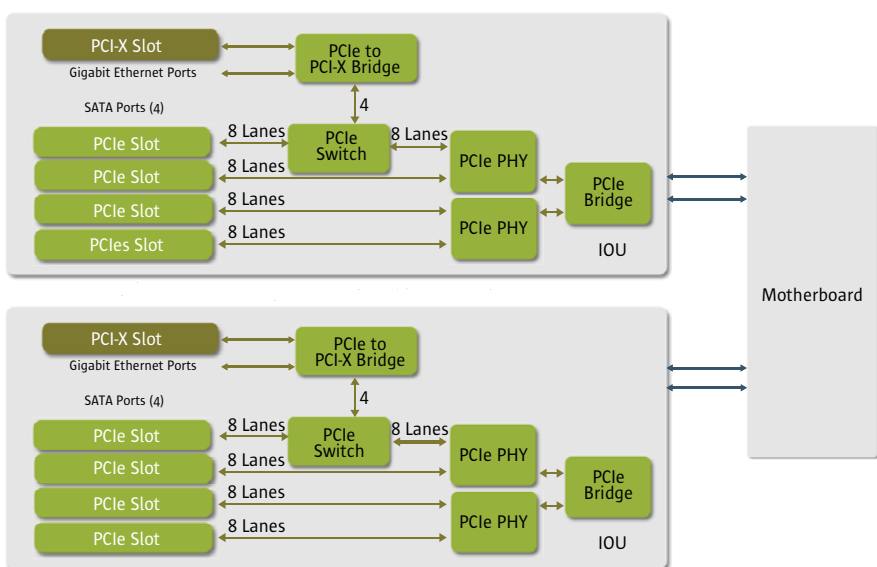 PCI-X Slot
PCIe to
PCI-X Bridge
Gigabit Ethernet Ports
4
SATA Ports (4)
8 Lanes
PCIe
Switch
8 Lanes
PCIe Slot
PCIe PHY
8 Lanes
PCIe Slot
PCIe
Bridge
8 Lanes
PCIe Slot
PCIe PHY
8 Lanes
PCIes Slot
IOU
Motherboard
PCI-X Slot
PCIe to
PCI-X Bridge
Gigabit Ethernet Ports
4
SATA Ports (4)
8 Lanes
PCIe
Switch
8 Lanes
PCIe Slot
PCIe PHY
8 Lanes
PCIe Slot
PCIe
Bridge
8 Lanes
PCIe Slot
PCIe PHY
8 Lanes
PCIe Slot
IOU